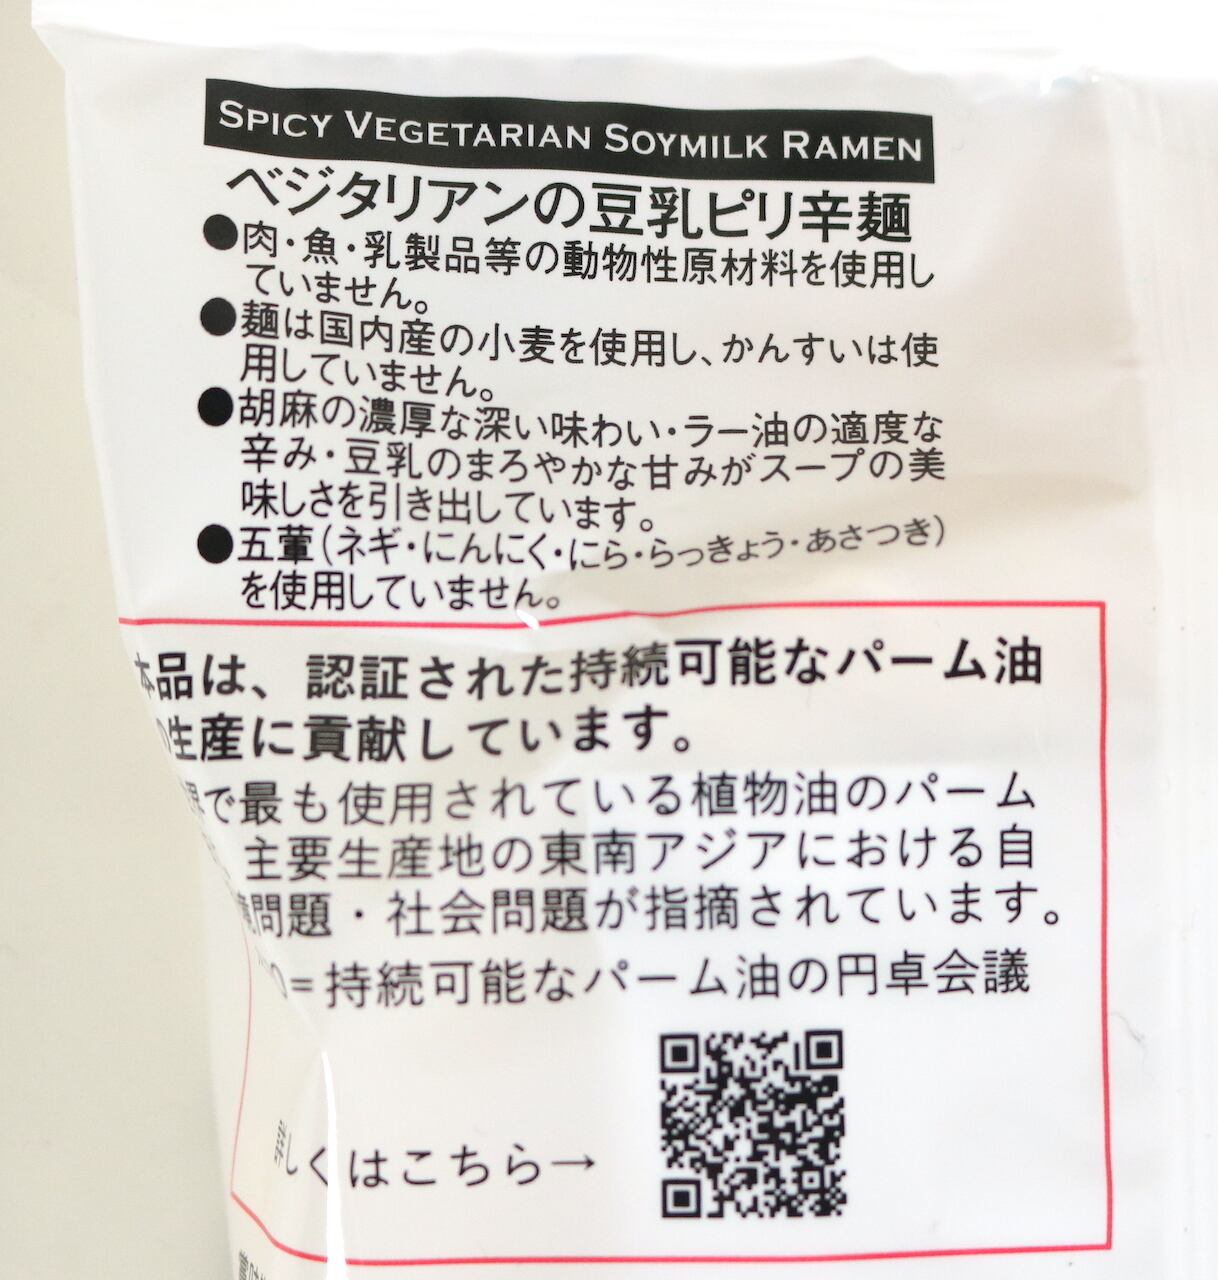 SPICY VEGETARIAN SOYMILK RAMEN
ベジタリアンの豆乳ピリ辛麺
●肉・魚・乳製品等の動物性原材料を使用し
ていません。
●麺は国内産の小麦を使用し、かんすいは使
用していません。
●胡麻の濃厚な深い味わい・ラー油の適度な
辛み・豆乳のまろやかな甘みがスープの美
味しさを引き出しています。
●五葷(ネギ・にんにく・にら・らっきょう・あさつき)
を使用していません。
本品は、認証された持続可能なパーム油
の生産に貢献しています。
界で最も使用されている植物油のパーム
主要生産地の東南アジアにおける自
境問題・社会問題が指摘されています。
O=持続可能なパーム油の円卓会議
詳しくはこちら→